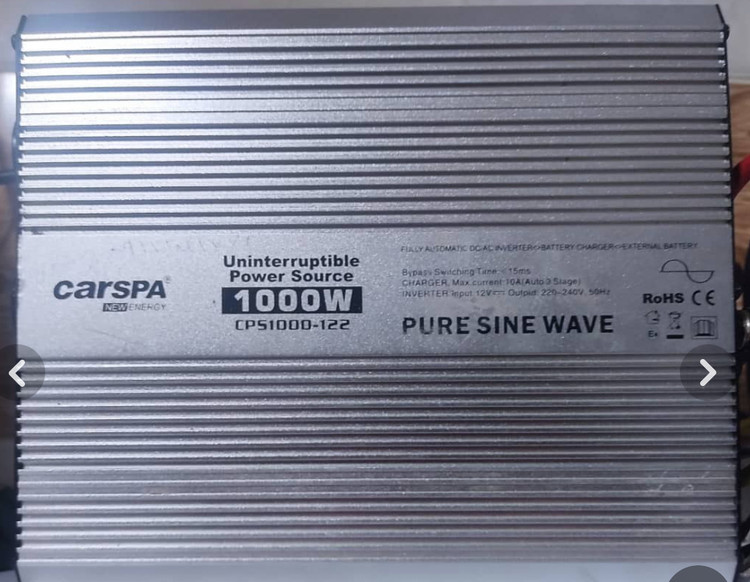 carSPA®
NEW ENERGY
Uninterruptible
Power Source
1000W
CPS1000-122
FULLY AUTOMATIC DC-AC INVERTER<>BATTERY CHARGER<>EXTERNAL BATTERY
Bypass Switching Time <15ms
CHARGER, Max.current:10A(Auto 3 Stage)
INVERTER Input:12V Output: 220~240V, 50Hz
PURE SINE WAVE
RoHS CE
Ex